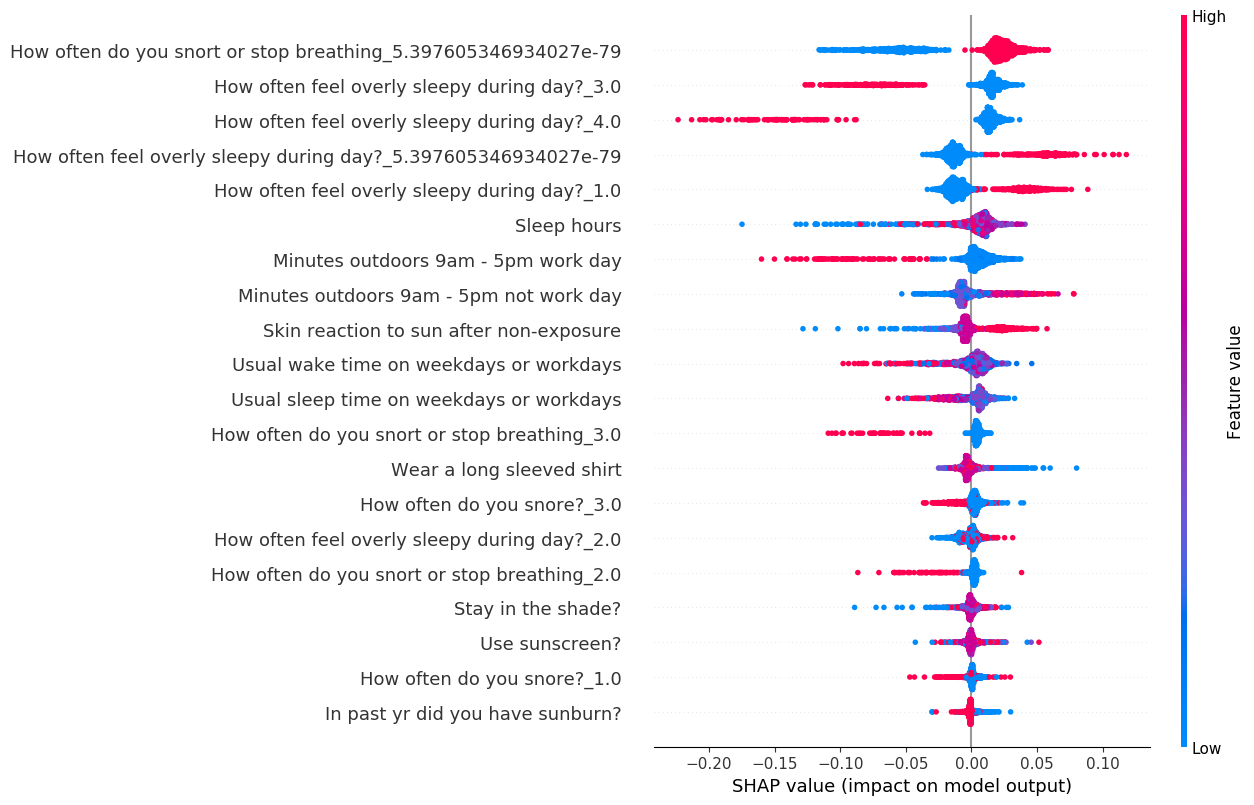 High
How often do you snort or stop breathing_5.397605346934027e-79
How often feel overly sleepy during day?_3.0
How often feel overly sleepy during day?_4.0
How often feel overly sleepy during day?_5.397605346934027e-79
How often feel overly sleepy during day?_1.0
Sleep hours
Minutes outdoors 9am - 5pm work day
Minutes outdoors 9am - 5pm not work day
Skin reaction to sun after non-exposure
Usual wake time on weekdays or workdays
Usual sleep time on weekdays or workdays
How often do you snort or stop breathing_3.0
Wear a long sleeved shirt
How often do you snore?_3.0
How often feel overly sleepy during day?_2.0
How often do you snort or stop breathing_2.0
Stay in the shade?
Use sunscreen?
How often do you snore?_1.0
In past yr did you have sunburn?
Feature value
Low
−0.20 −0.15 −0.10 −0.05 0.00 0.05 0.10
SHAP value (impact on model output)